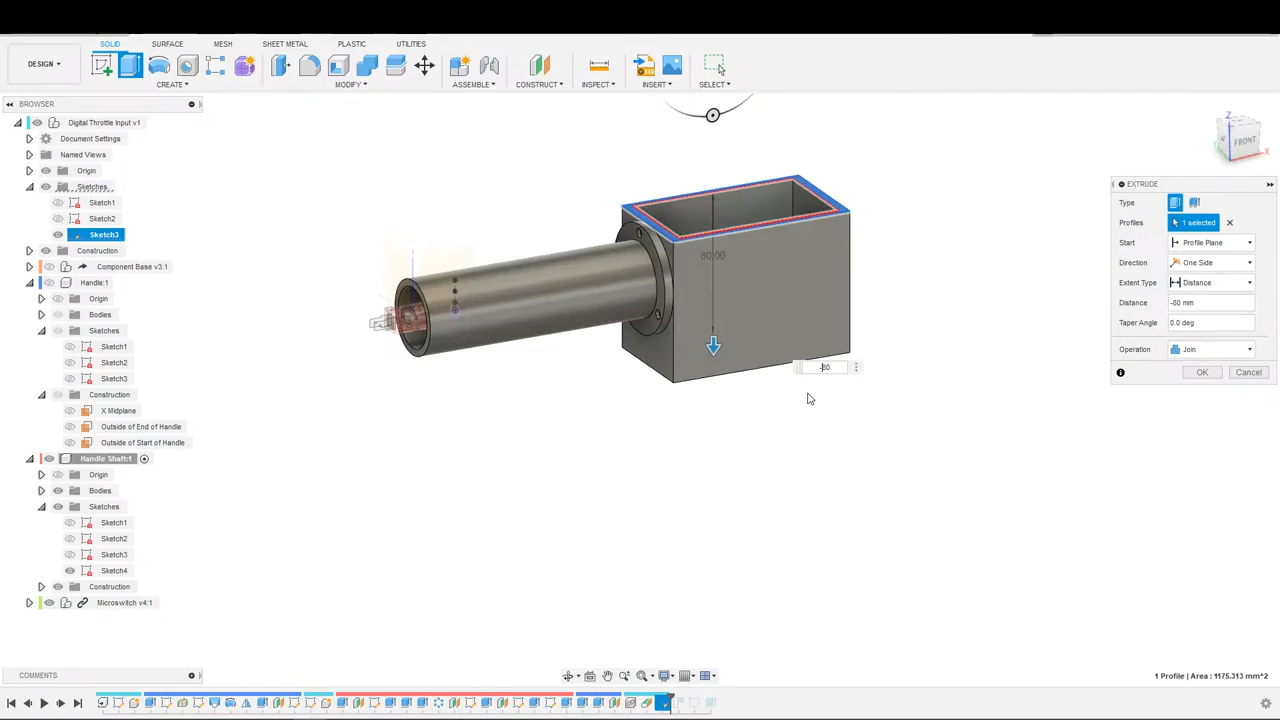 SOLID SURFACE MESH SHEET METAL PLASTIC UTILITIES
DESIGN
CREATE MODIFY ASSEMBLE CONSTRUCT INSPECT INSERT SELECT
BROWSER
Digital Throttle Input v1
Document Settings
Named Views
Origin
Sketches
Sketch1
Sketch2
Sketch3
Construction
Component Base v3:1
Handle:1
Origin
Bodies
Sketches
Sketch1
Sketch2
Sketch3
Construction
X Midplane
Outside of End of Handle
Outside of Start of Handle
Handle Shaft:1
Origin
Bodies
Sketches
Sketch1
Sketch2
Sketch3
Sketch4
Construction
Microswitch v4:1
80.00
-80
Z
FRONT
X
EXTRUDE
Type
Profiles 1 selected
Start Profile Plane
Direction One Side
Extent Type Distance
Distance -80 mm
Taper Angle 0.0 deg
Operation Join
OK Cancel
COMMENTS
1 Profile | Area : 1175.313 mm^2